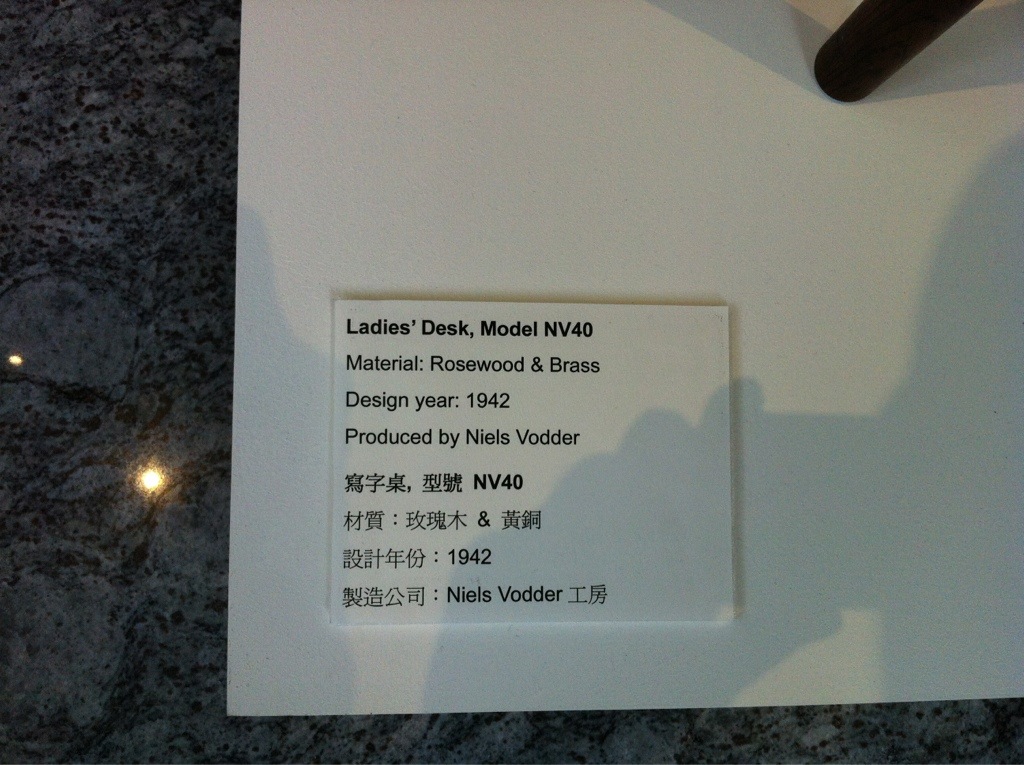 Ladies' Desk, Model NV40
Material: Rosewood & Brass
Design year: 1942
Produced by Niels Vodder
寫字桌, 型號 NV40
材質：玫瑰木 & 黃銅
設計年份：1942
製造公司：Niels Vodder 工房